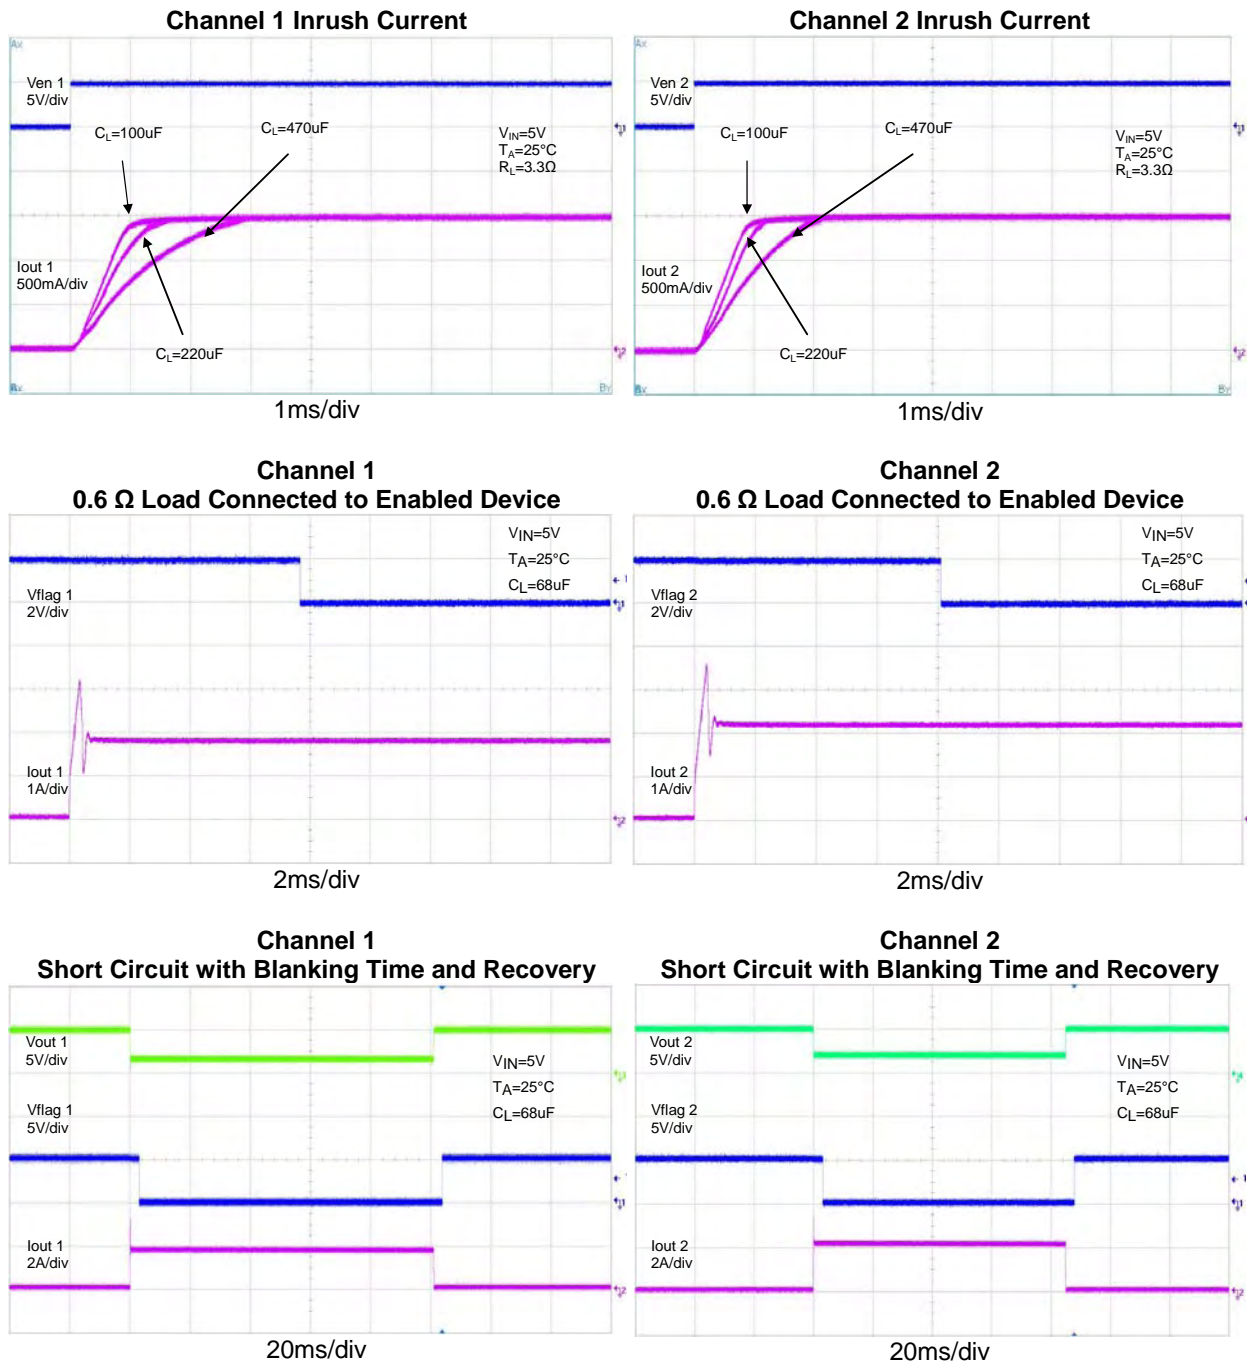 Channel 1 Inrush Current
Ven 1
5V/div
CL=100uF
CL=470uF
VIN=5V
TA=25°C
RL=3.3Ω
Iout 1
500mA/div
CL=220uF
1ms/div
Channel 2 Inrush Current
Ven 2
5V/div
CL=100uF
CL=470uF
VIN=5V
TA=25°C
RL=3.3Ω
Iout 2
500mA/div
CL=220uF
1ms/div
Channel 1
0.6 Ω Load Connected to Enabled Device
VIN=5V
TA=25°C
CL=68uF
Vflag 1
2V/div
Iout 1
1A/div
2ms/div
Channel 2
0.6 Ω Load Connected to Enabled Device
VIN=5V
TA=25°C
CL=68uF
Vflag 2
2V/div
Iout 2
1A/div
2ms/div
Channel 1
Short Circuit with Blanking Time and Recovery
Vout 1
5V/div
VIN=5V
TA=25°C
CL=68uF
Vflag 1
5V/div
Iout 1
2A/div
20ms/div
Channel 2
Short Circuit with Blanking Time and Recovery
Vout 2
5V/div
VIN=5V
TA=25°C
CL=68uF
Vflag 2
5V/div
Iout 2
2A/div
20ms/div